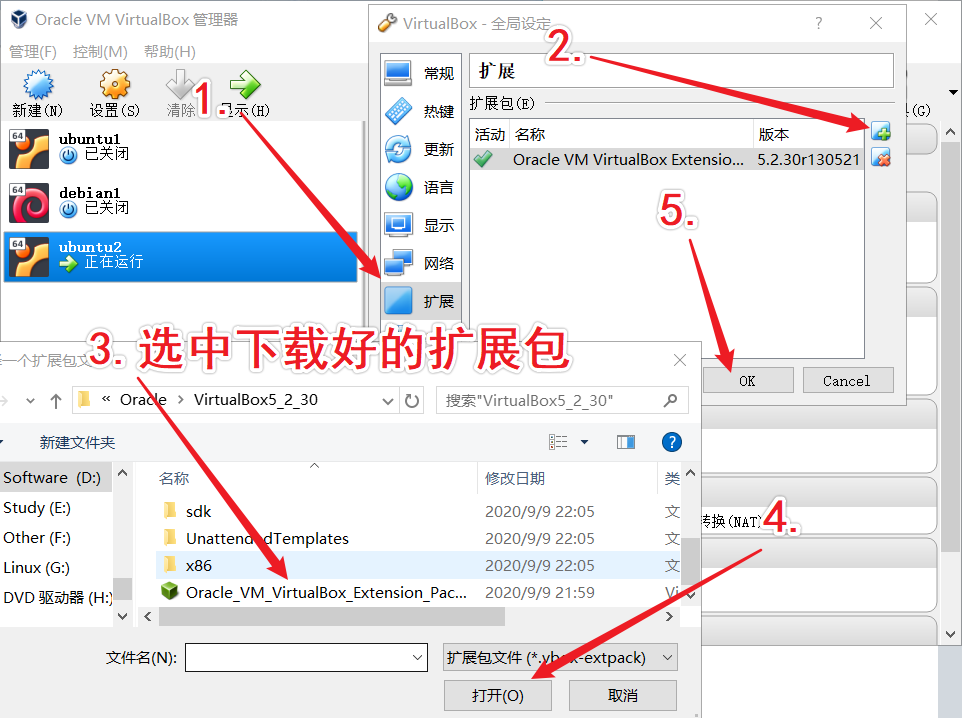 Oracle VM VirtualBox 管理器
管理(F) 控制(M) 帮助(H)
新建(N) 设置(S) 清除 显示(H)
64 ubuntu1
已关闭
64 debian1
已关闭
64 ubuntu2
正在运行
VirtualBox - 全局设定
?
常规
热键
更新
语言
显示
网络
扩展
扩展
扩展包(E)
活动 名称 版本
Oracle VM VirtualBox Extensio... 5.2.30r130521
OK Cancel
(G)
转换(NAT)
1.
2.
3. 选中下载好的扩展包
4.
5.
一个扩展包文
« Oracle › VirtualBox5_2_30
搜索"VirtualBox5_2_30"
新建文件夹
?
Software (D:)
Study (E:)
Other (F:)
Linux (G:)
DVD 驱动器 (H:)
名称 修改日期 类
sdk 2020/9/9 22:05 文
UnattendedTemplates 2020/9/9 22:05 文
x86 2020/9/9 22:05 文
Oracle_VM_VirtualBox_Extension_Pac... 2020/9/9 21:59 Vi
文件名(N): 扩展包文件 (*.vbox-extpack)
打开(O) 取消